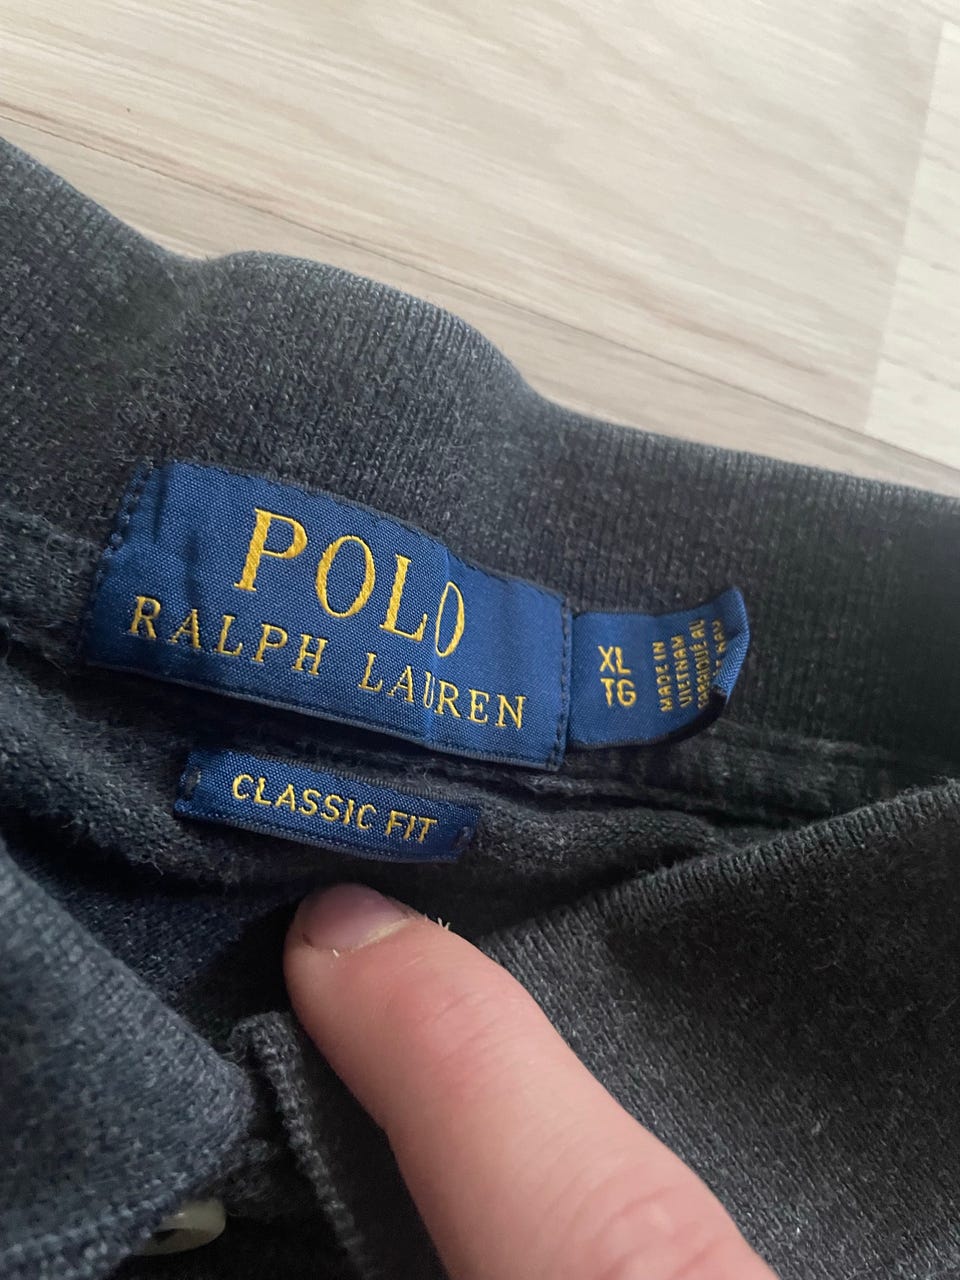 POLO
RALPH LAUREN
XL
TG
MADE IN
VIETNAM
CLASSIC FIT